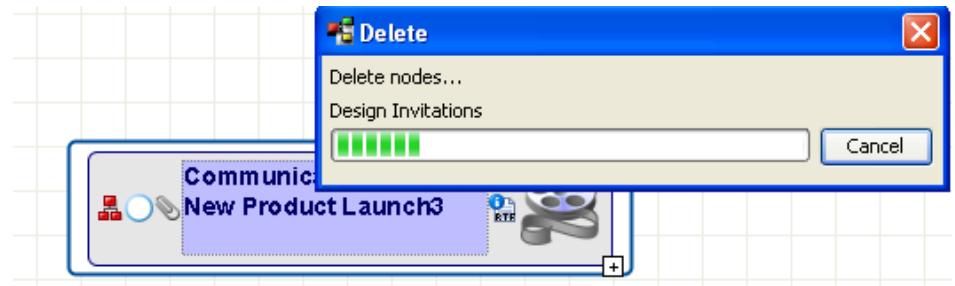 Delete
Delete nodes...
Design Invitations
Cancel
New Product Launch3
RTF